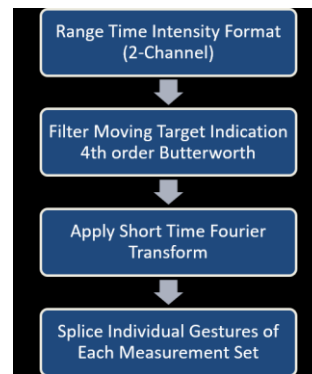 Range Time Intensity Format
(2-Channel)
Filter Moving Target Indication
4th order Butterworth
Apply Short Time Fourier
Transform
Splice Individual Gestures of
Each Measurement Set